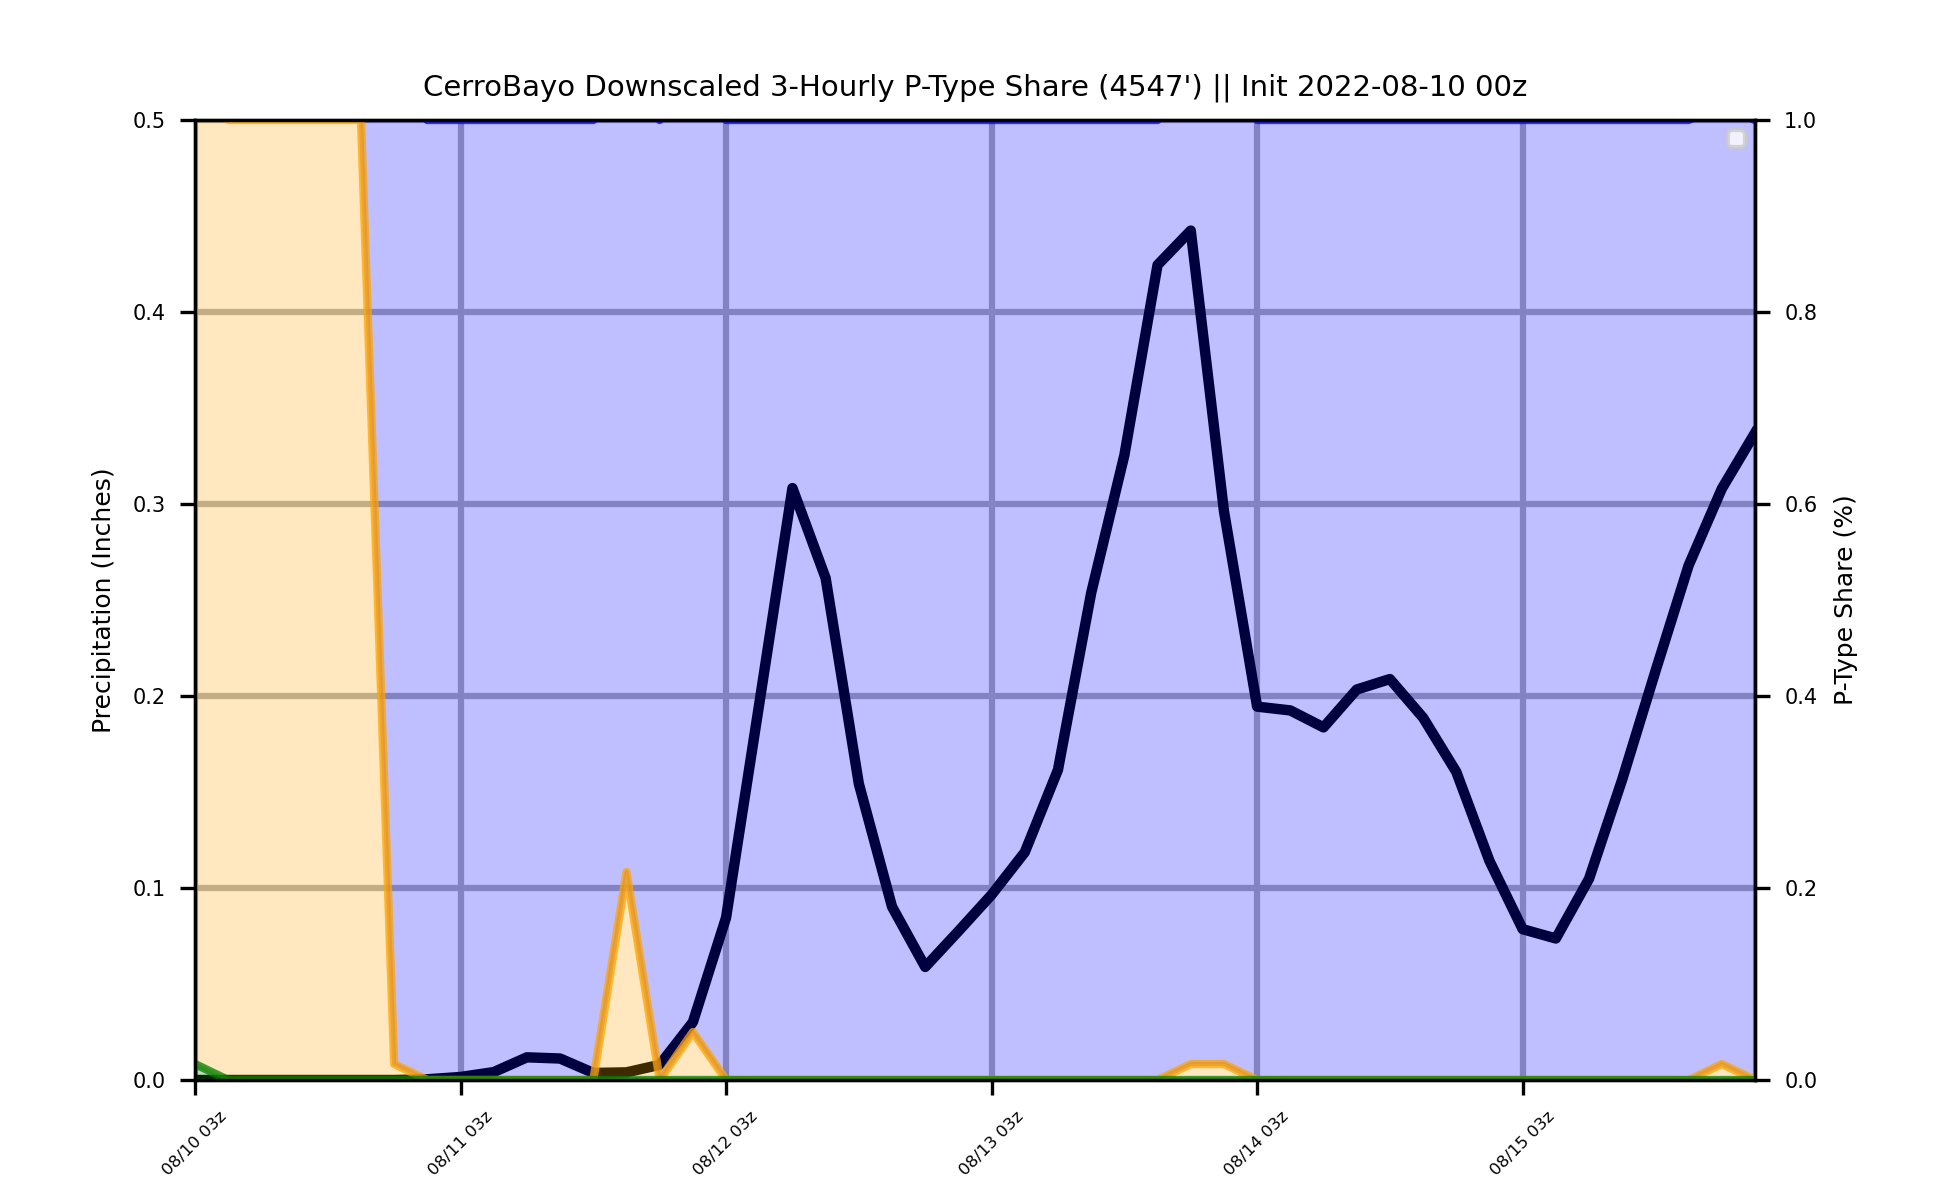 CerroBayo Downscaled 3-Hourly P-Type Share (4547') || Init 2022-08-10 00z
0.5
0.4
0.3
0.2
0.1
0.0
Precipitation (Inches)
1.0
0.8
0.6
0.4
0.2
0.0
P-Type Share (%)
08/10 03z
08/11 03z
08/12 03z
08/13 03z
08/14 03z
08/15 03z